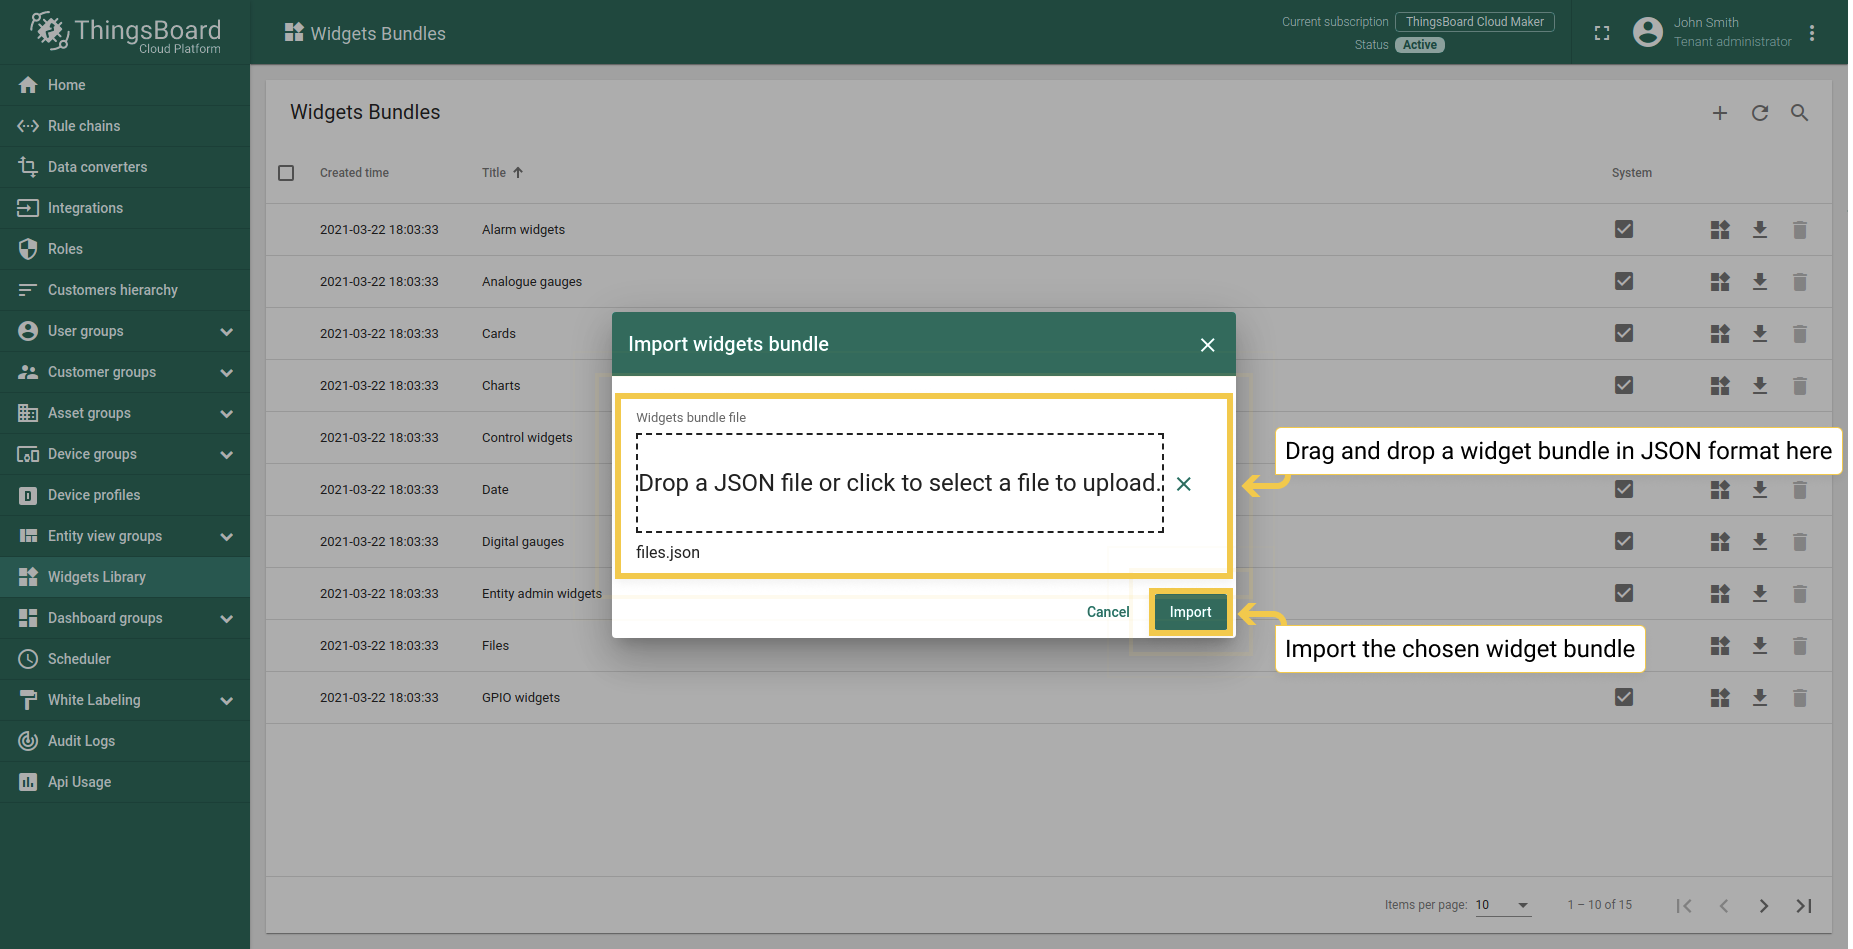 ThingsBoard
Cloud Platform
Widgets Bundles
Current subscription ThingsBoard Cloud Maker
Status Active
John Smith
Tenant administrator
Home
Rule chains
Data converters
Integrations
Roles
Customers hierarchy
User groups
Customer groups
Asset groups
Device groups
Device profiles
Entity view groups
Widgets Library
Dashboard groups
Scheduler
White Labeling
Audit Logs
Api Usage
Widgets Bundles
Created time Title System
2021-03-22 18:03:33 Alarm widgets
2021-03-22 18:03:33 Analogue gauges
2021-03-22 18:03:33 Cards
2021-03-22 18:03:33 Charts
2021-03-22 18:03:33 Control widgets
2021-03-22 18:03:33 Date
2021-03-22 18:03:33 Digital gauges
2021-03-22 18:03:33 Entity admin widgets
2021-03-22 18:03:33 Files
2021-03-22 18:03:33 GPIO widgets
Import widgets bundle
Widgets bundle file
Drop a JSON file or click to select a file to upload.
files.json
Cancel Import
Drag and drop a widget bundle in JSON format here
Import the chosen widget bundle
Items per page: 10 1 – 10 of 15